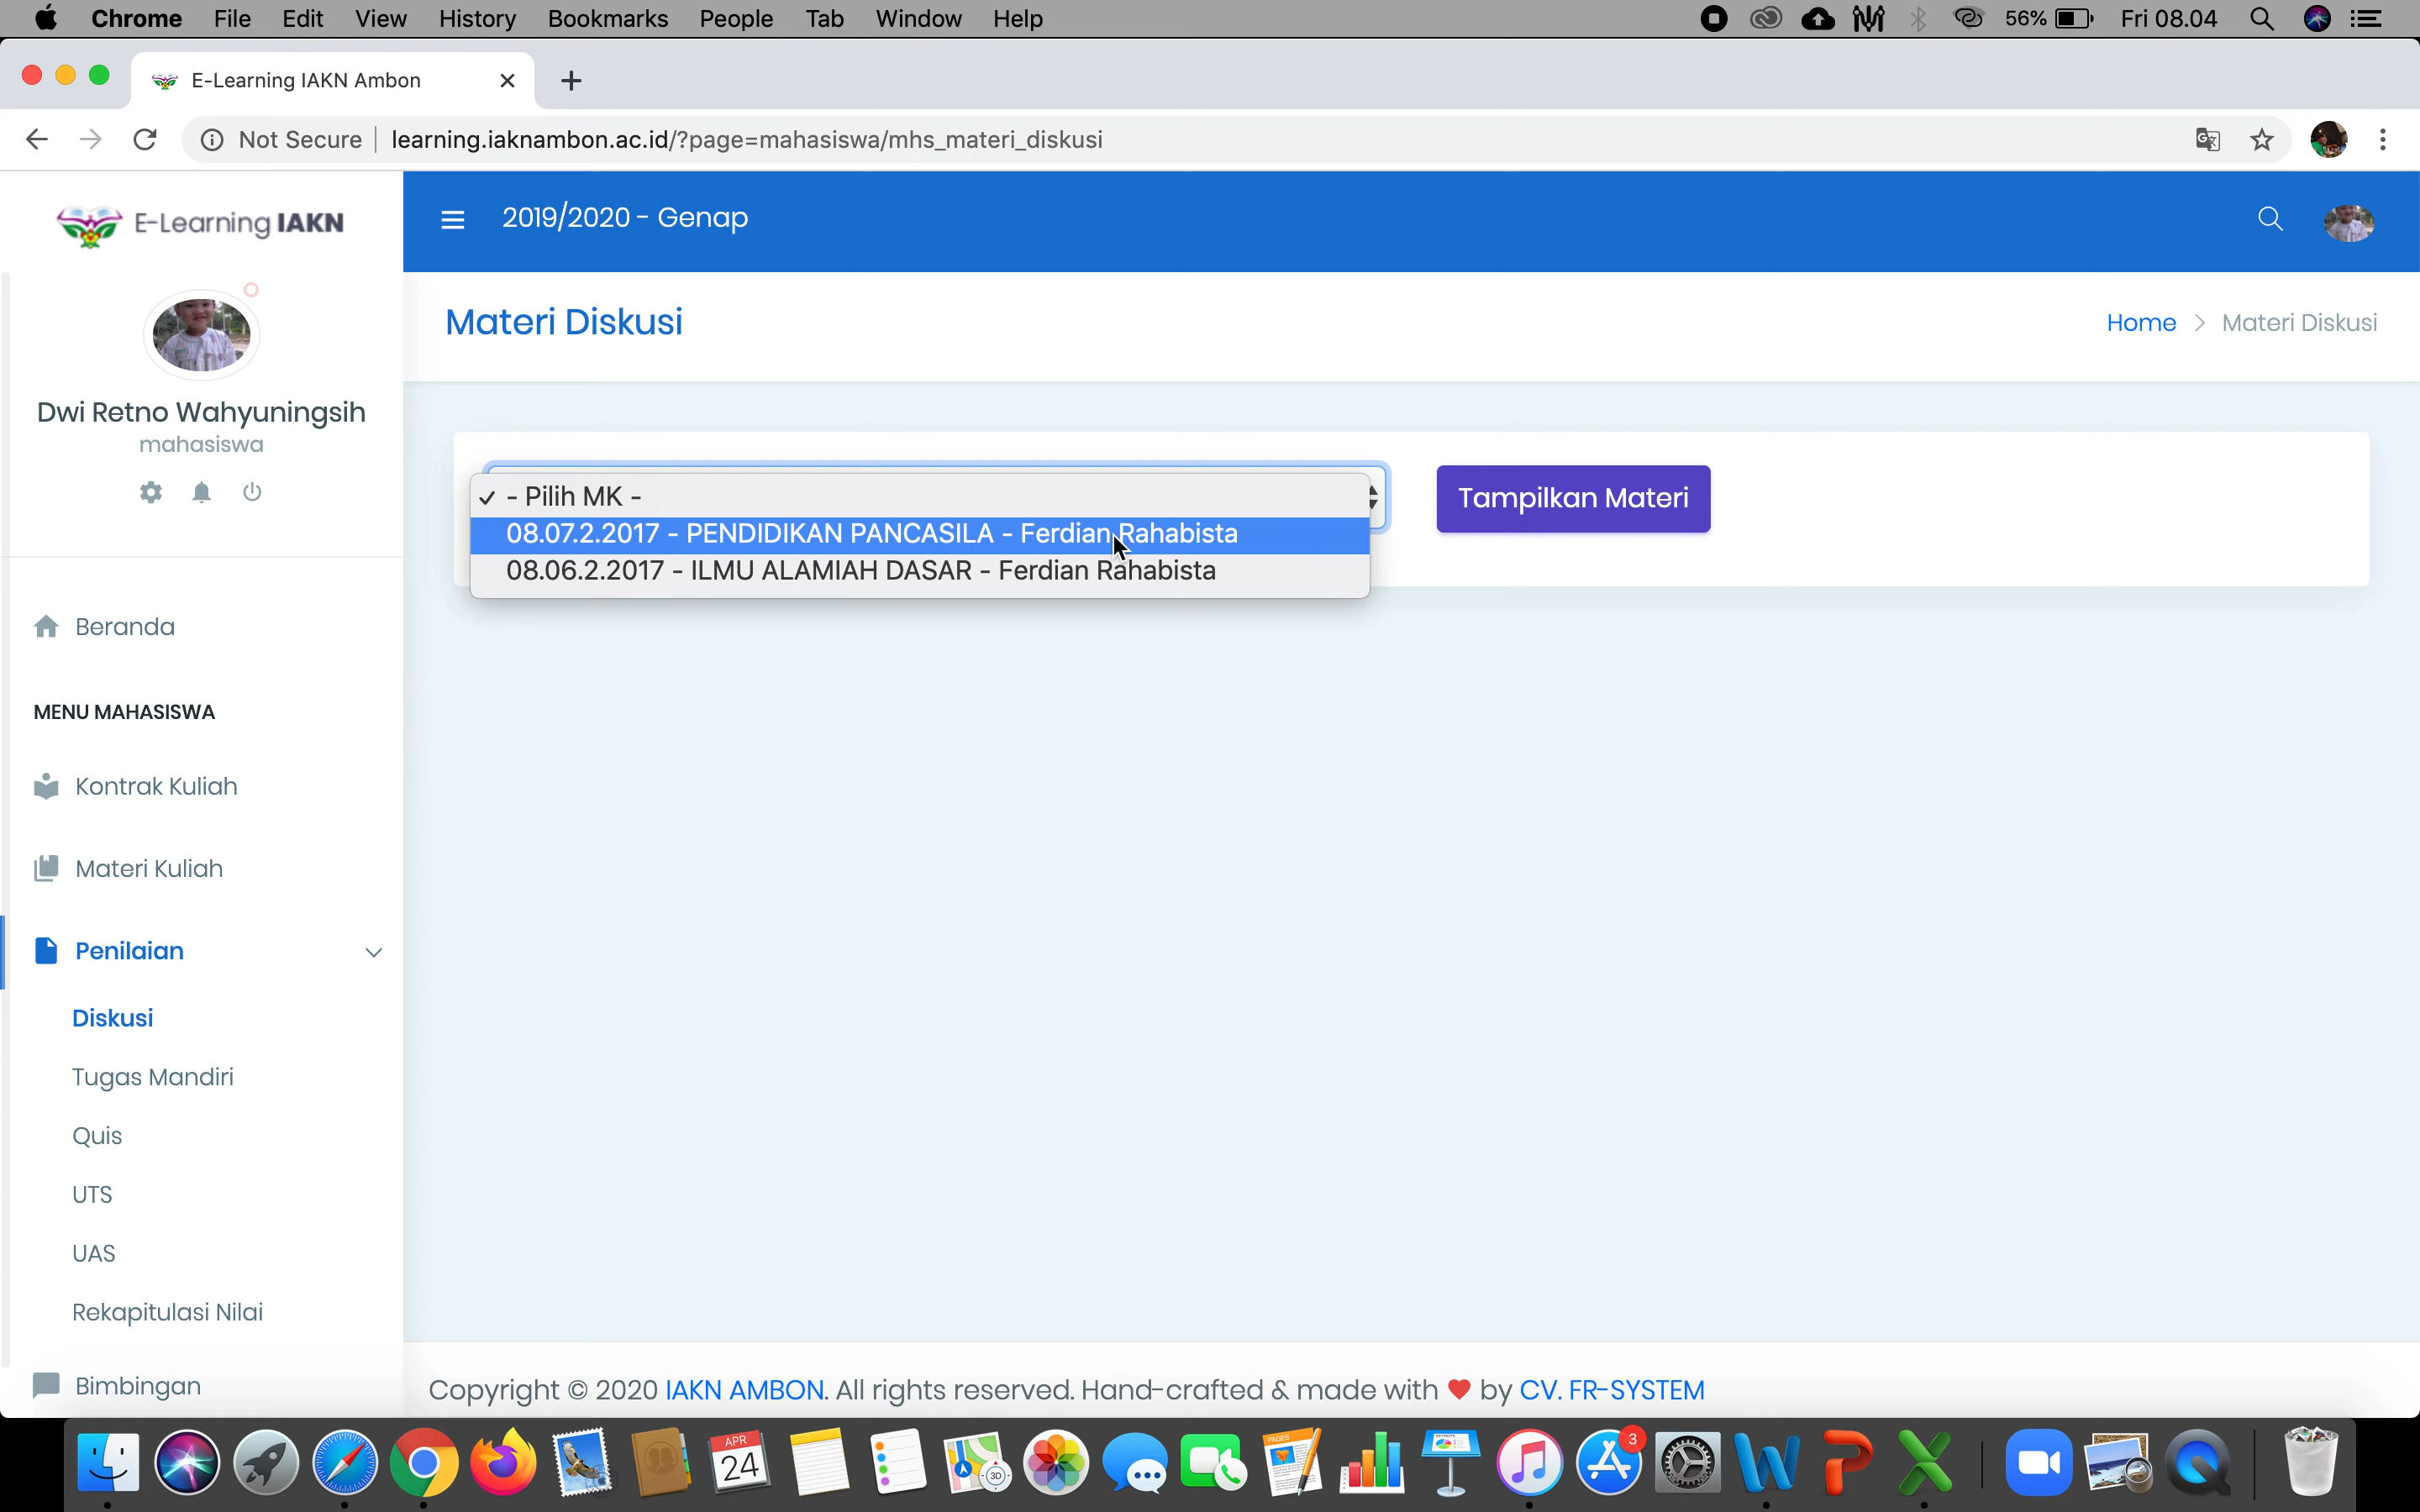 Chrome File Edit View History Bookmarks People Tab Window Help 56% Fri 08.04
E-Learning IAKN Ambon
Not Secure learning.iaknambon.ac.id/?page=mahasiswa/mhs_materi_diskusi
E-Learning IAKN
2019/2020 - Genap
Materi Diskusi
Home > Materi Diskusi
Dwi Retno Wahyuningsih
mahasiswa
- Pilih MK -
08.07.2.2017 - PENDIDIKAN PANCASILA - Ferdian Rahabista
08.06.2.2017 - ILMU ALAMIAH DASAR - Ferdian Rahabista
Tampilkan Materi
Beranda
MENU MAHASISWA
Kontrak Kuliah
Materi Kuliah
Penilaian
Diskusi
Tugas Mandiri
Quis
UTS
UAS
Rekapitulasi Nilai
Bimbingan
Copyright © 2020 IAKN AMBON. All rights reserved. Hand-crafted & made with ❤ by CV. FR-SYSTEM
APR
24
3D
PAGES
3